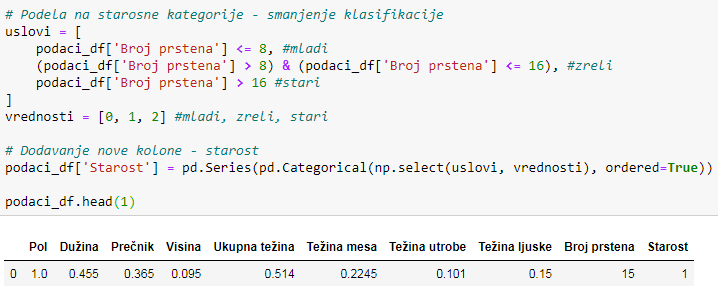 # Podela na starosne kategorije - smanjenje klasifikacije
uslovi = [
    podaci_df['Broj prstena'] <= 8, #mladi
    (podaci_df['Broj prstena'] > 8) & (podaci_df['Broj prstena'] <= 16), #zreli
    podaci_df['Broj prstena'] > 16 #stari
]
vrednosti = [0, 1, 2] #mladi, zreli, stari
# Dodavanje nove kolone - starost
podaci_df['Starost'] = pd.Series(pd.Categorical(np.select(uslovi, vrednosti), ordered=True))
podaci_df.head(1)
Pol Dužina Prečnik Visina Ukupna težina Težina mesa Težina utrobe Težina ljuske Broj prstena Starost
0 1.0 0.455 0.365 0.095 0.514 0.2245 0.101 0.15 15 1